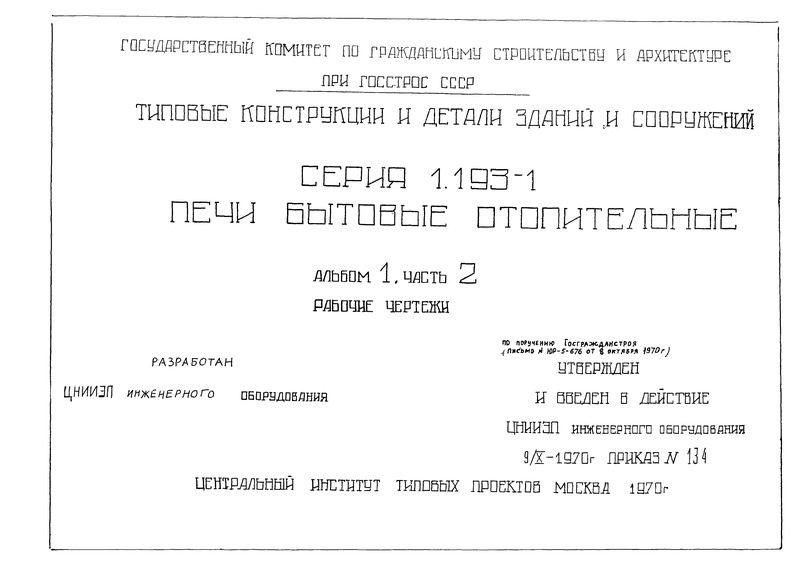 ГОСУДАРСТВЕННЫЙ КОМИТЕТ ПО ГРАЖДАНСКОМУ СТРОИТЕЛЬСТВУ И АРХИТЕКТУРЕ
ПРИ ГОССТРОЕ СССР
ТИПОВЫЕ КОНСТРУКЦИИ И ДЕТАЛИ ЗДАНИЙ И СООРУЖЕНИЙ
СЕРИЯ 1.193-1
ПЕЧИ БЫТОВЫЕ ОТОПИТЕЛЬНЫЕ
АЛЬБОМ 1, ЧАСТЬ 2
РАБОЧИЕ ЧЕРТЕЖИ
РАЗРАБОТАН
ЦНИИЭП ИНЖЕНЕРНОГО ОБОРУДОВАНИЯ
ПО ПОРУЧЕНИЮ ГОСГРАЖДАНСТРОЯ
(ПИСЬМО N ЮР-5-676 ОТ 8 ОКТЯБРЯ 1970г)
УТВЕРЖДЕН
И ВВЕДЕН В ДЕЙСТВИЕ
ЦНИИЭП ИНЖЕНЕРНОГО ОБОРУДОВАНИЯ
9/X-1970г ПРИКАЗ N 134
ЦЕНТРАЛЬНЫЙ ИНСТИТУТ ТИПОВЫХ ПРОЕКТОВ МОСКВА 1970г